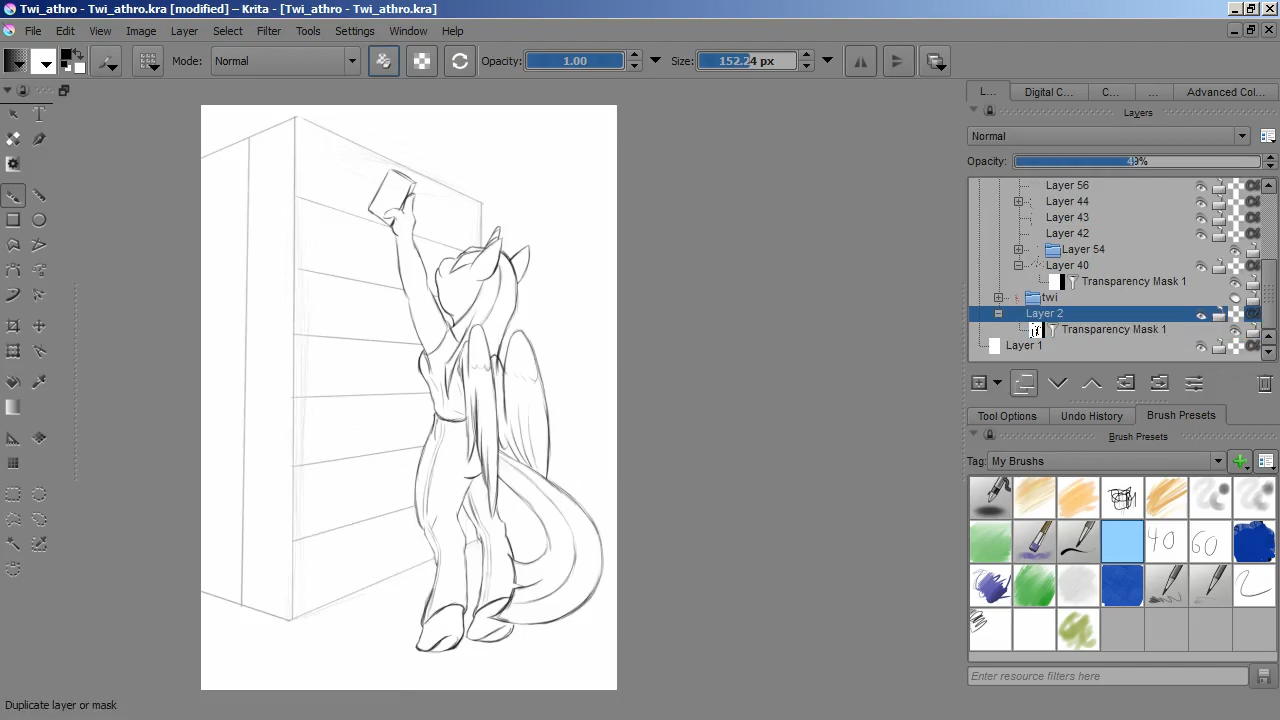 Twi_athro - Twi_athro.kra [modified] – Krita - [Twi_athro - Twi_athro.kra]
File Edit View Image Layer Select Filter Tools Settings Window Help
Mode: Normal Opacity: 1.00 Size: 152.24 px
L... Digital C... C... ... Advanced Col...
Layers
Normal
Opacity: 49%
Layer 56
Layer 44
Layer 43
Layer 42
Layer 54
Layer 40
Transparency Mask 1
twi
Layer 2
Transparency Mask 1
Layer 1
Tool Options Undo History Brush Presets
Brush Presets
Tag: My Brushs
40 60
Enter resource filters here
Duplicate layer or mask